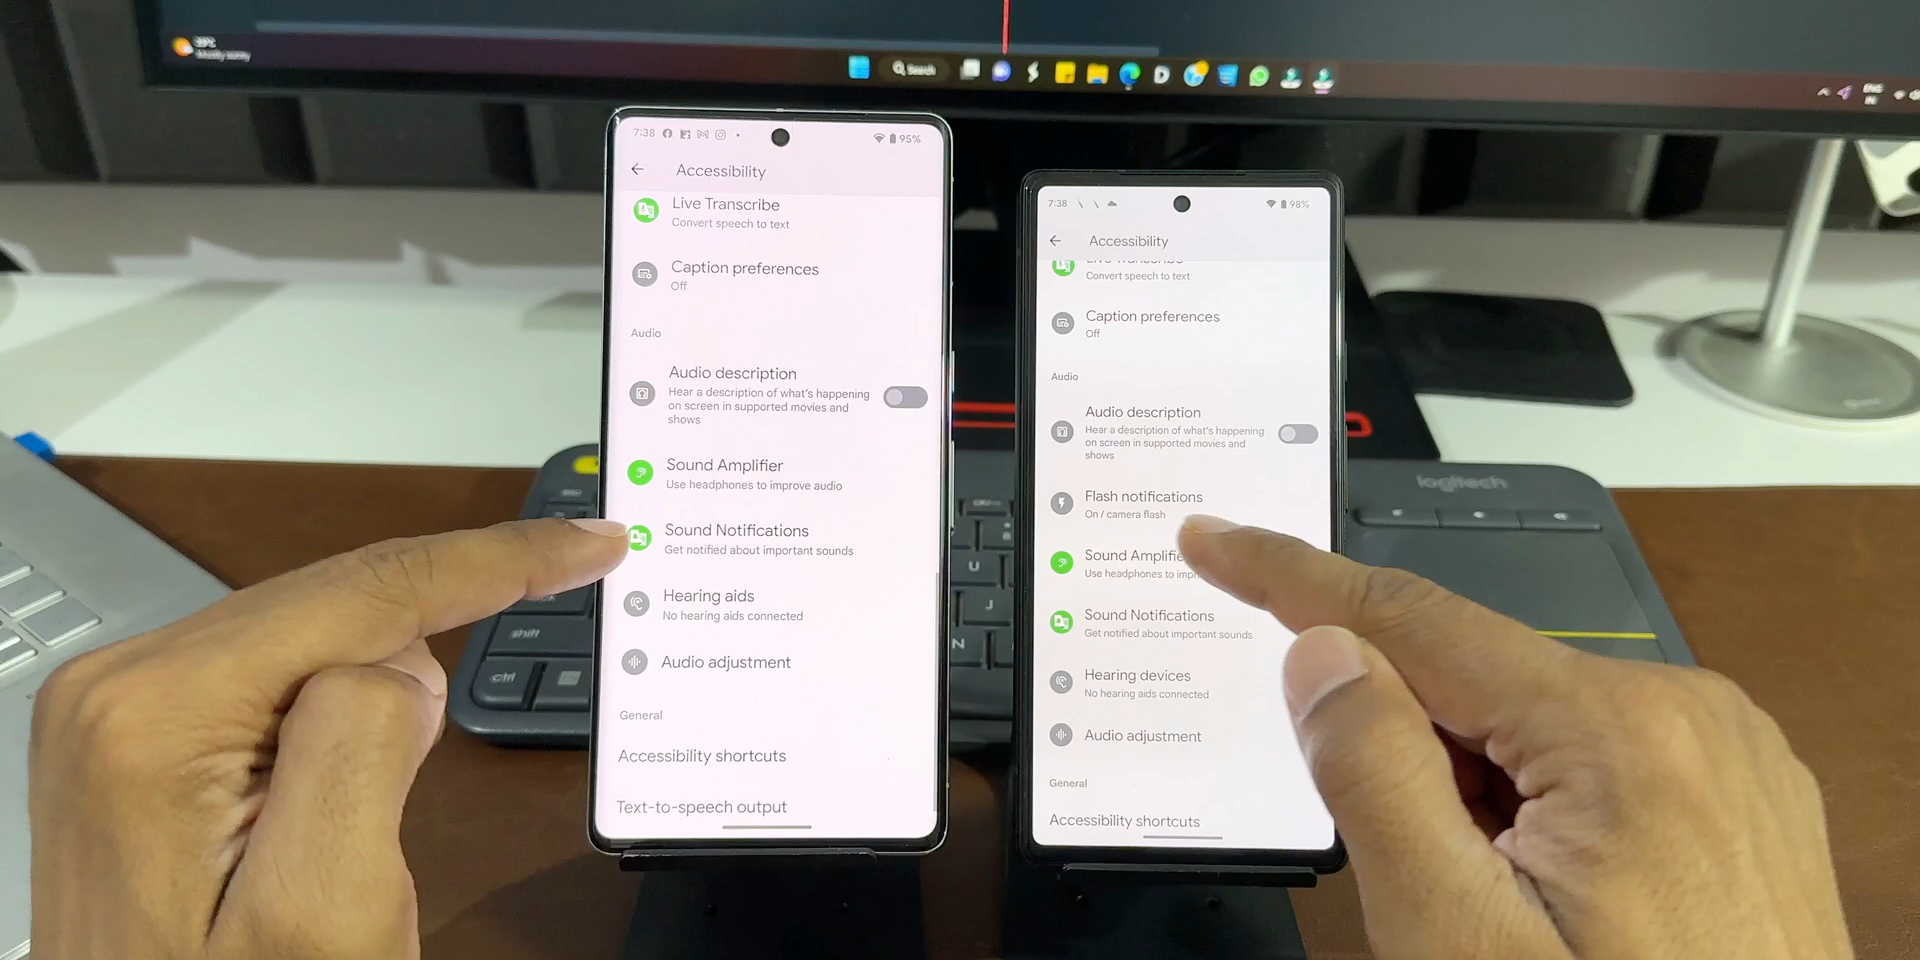 35°C
Mostly sunny
Search
ENG
IN
7:38
95%
Accessibility
Live Transcribe
Convert speech to text
Caption preferences
Off
Audio
Audio description
Hear a description of what's happening
on screen in supported movies and
shows
Sound Amplifier
Use headphones to improve audio
Sound Notifications
Get notified about important sounds
Hearing aids
No hearing aids connected
Audio adjustment
General
Accessibility shortcuts
Text-to-speech output
7:38
98%
Accessibility
Convert speech to text
Caption preferences
Off
Audio
Audio description
Hear a description of what's happening
on screen in supported movies and
shows
Flash notifications
On / camera flash
Sound Amplifie
Use headphones to impr
Sound Notifications
Get notified about important sounds
Hearing devices
No hearing aids connected
Audio adjustment
General
Accessibility shortcuts
logitech
U
J
N
shift
ctrl